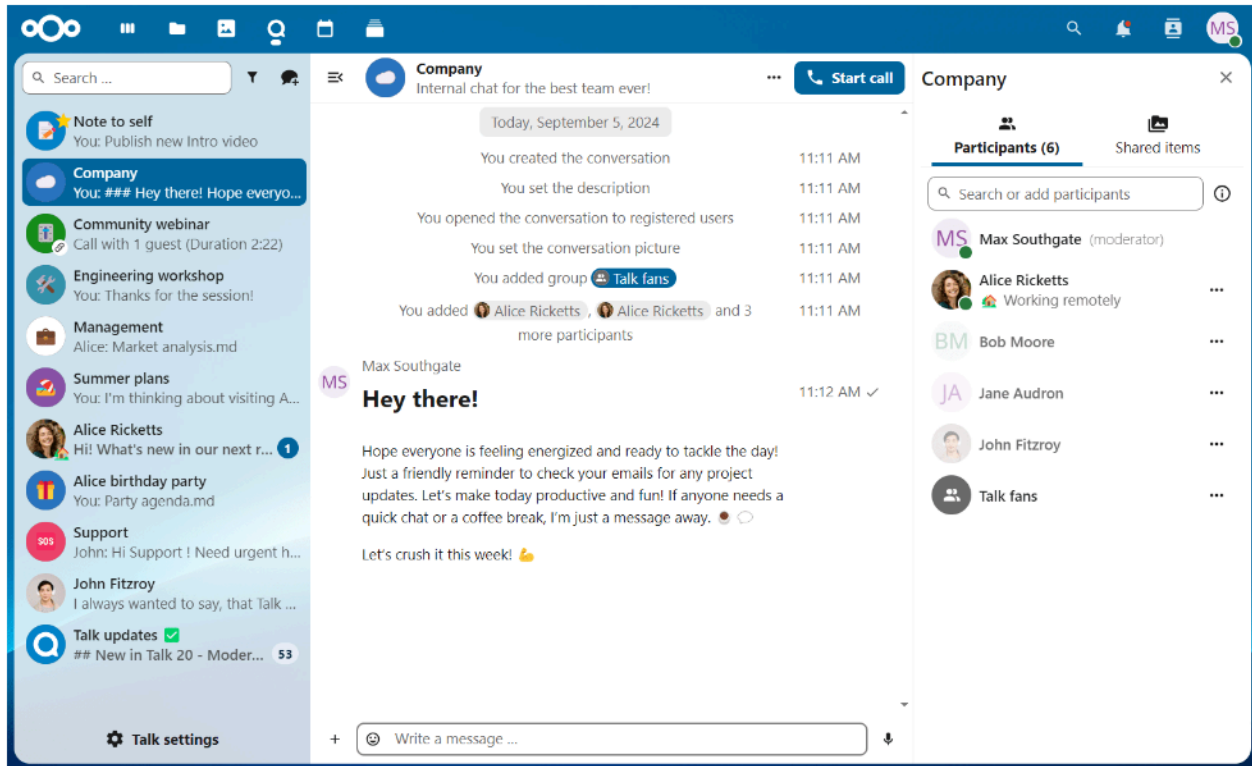 MS
Search ...
Note to self
You: Publish new Intro video
Company
You: ### Hey there! Hope everyo...
Community webinar
Call with 1 guest (Duration 2:22)
Engineering workshop
You: Thanks for the session!
Management
Alice: Market analysis.md
Summer plans
You: I'm thinking about visiting A...
Alice Ricketts
Hi! What's new in our next r... 1
Alice birthday party
You: Party agenda.md
SOS
Support
John: Hi Support ! Need urgent h...
John Fitzroy
I always wanted to say, that Talk ...
Talk updates ✅
## New in Talk 20 - Moder... 53
Talk settings
Company
Internal chat for the best team ever!
Start call
Today, September 5, 2024
You created the conversation 11:11 AM
You set the description 11:11 AM
You opened the conversation to registered users 11:11 AM
You set the conversation picture 11:11 AM
You added group Talk fans 11:11 AM
You added Alice Ricketts , Alice Ricketts and 3 11:11 AM
more participants
Max Southgate
MS
Hey there! 11:12 AM ✓
Hope everyone is feeling energized and ready to tackle the day!
Just a friendly reminder to check your emails for any project
updates. Let's make today productive and fun! If anyone needs a
quick chat or a coffee break, I'm just a message away. ☕ 💬
Let's crush it this week! 💪
Write a message ...
Company
Participants (6)
Shared items
Search or add participants
MS
Max Southgate (moderator)
Alice Ricketts
🏡 Working remotely
BM
Bob Moore
JA
Jane Audron
John Fitzroy
Talk fans